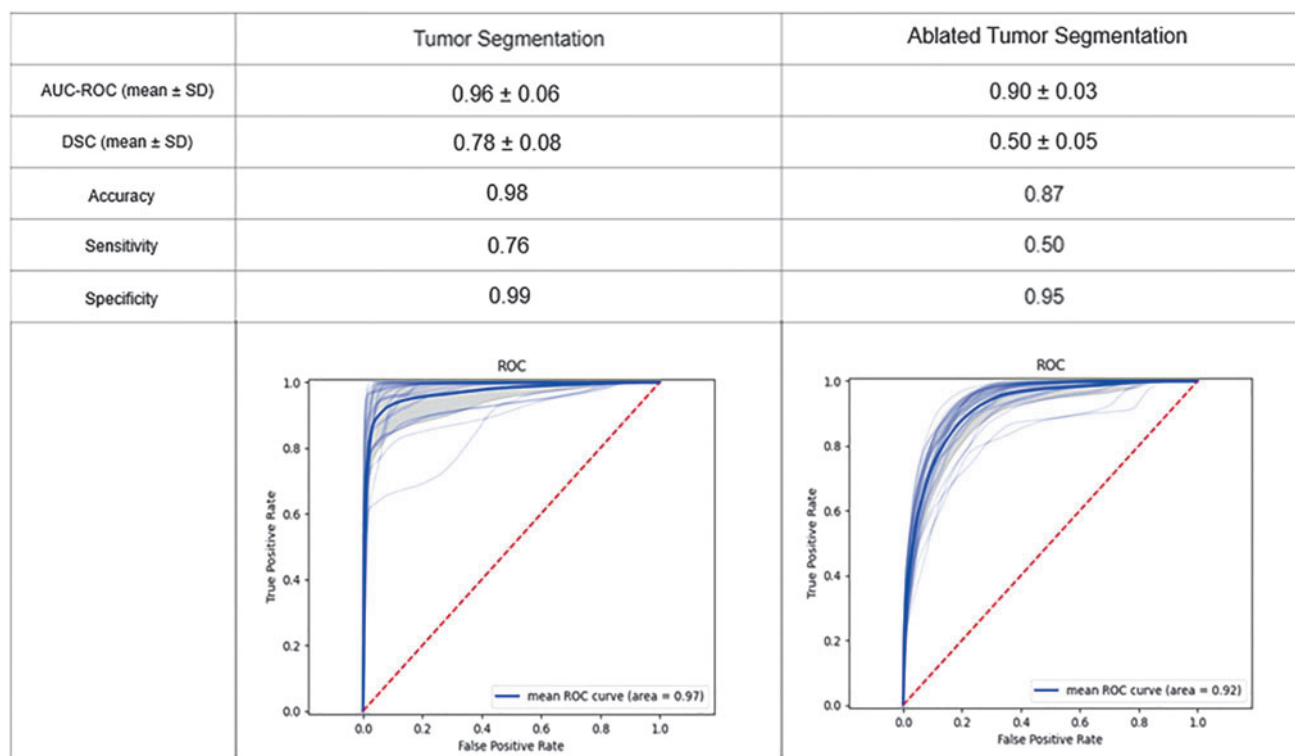 Tumor Segmentation Ablated Tumor Segmentation
AUC-ROC (mean ± SD) 0.96 ± 0.06 0.90 ± 0.03
DSC (mean ± SD) 0.78 ± 0.08 0.50 ± 0.05
Accuracy 0.98 0.87
Sensitivity 0.76 0.50
Specificity 0.99 0.95
ROC
True Positive Rate
1.0
0.8
0.6
0.4
0.2
0.0
mean ROC curve (area = 0.97)
0.0 0.2 0.4 0.6 0.8 1.0
False Positive Rate
ROC
True Positive Rate
1.0
0.8
0.6
0.4
0.2
0.0
mean ROC curve (area = 0.92)
0.0 0.2 0.4 0.6 0.8 1.0
False Positive Rate